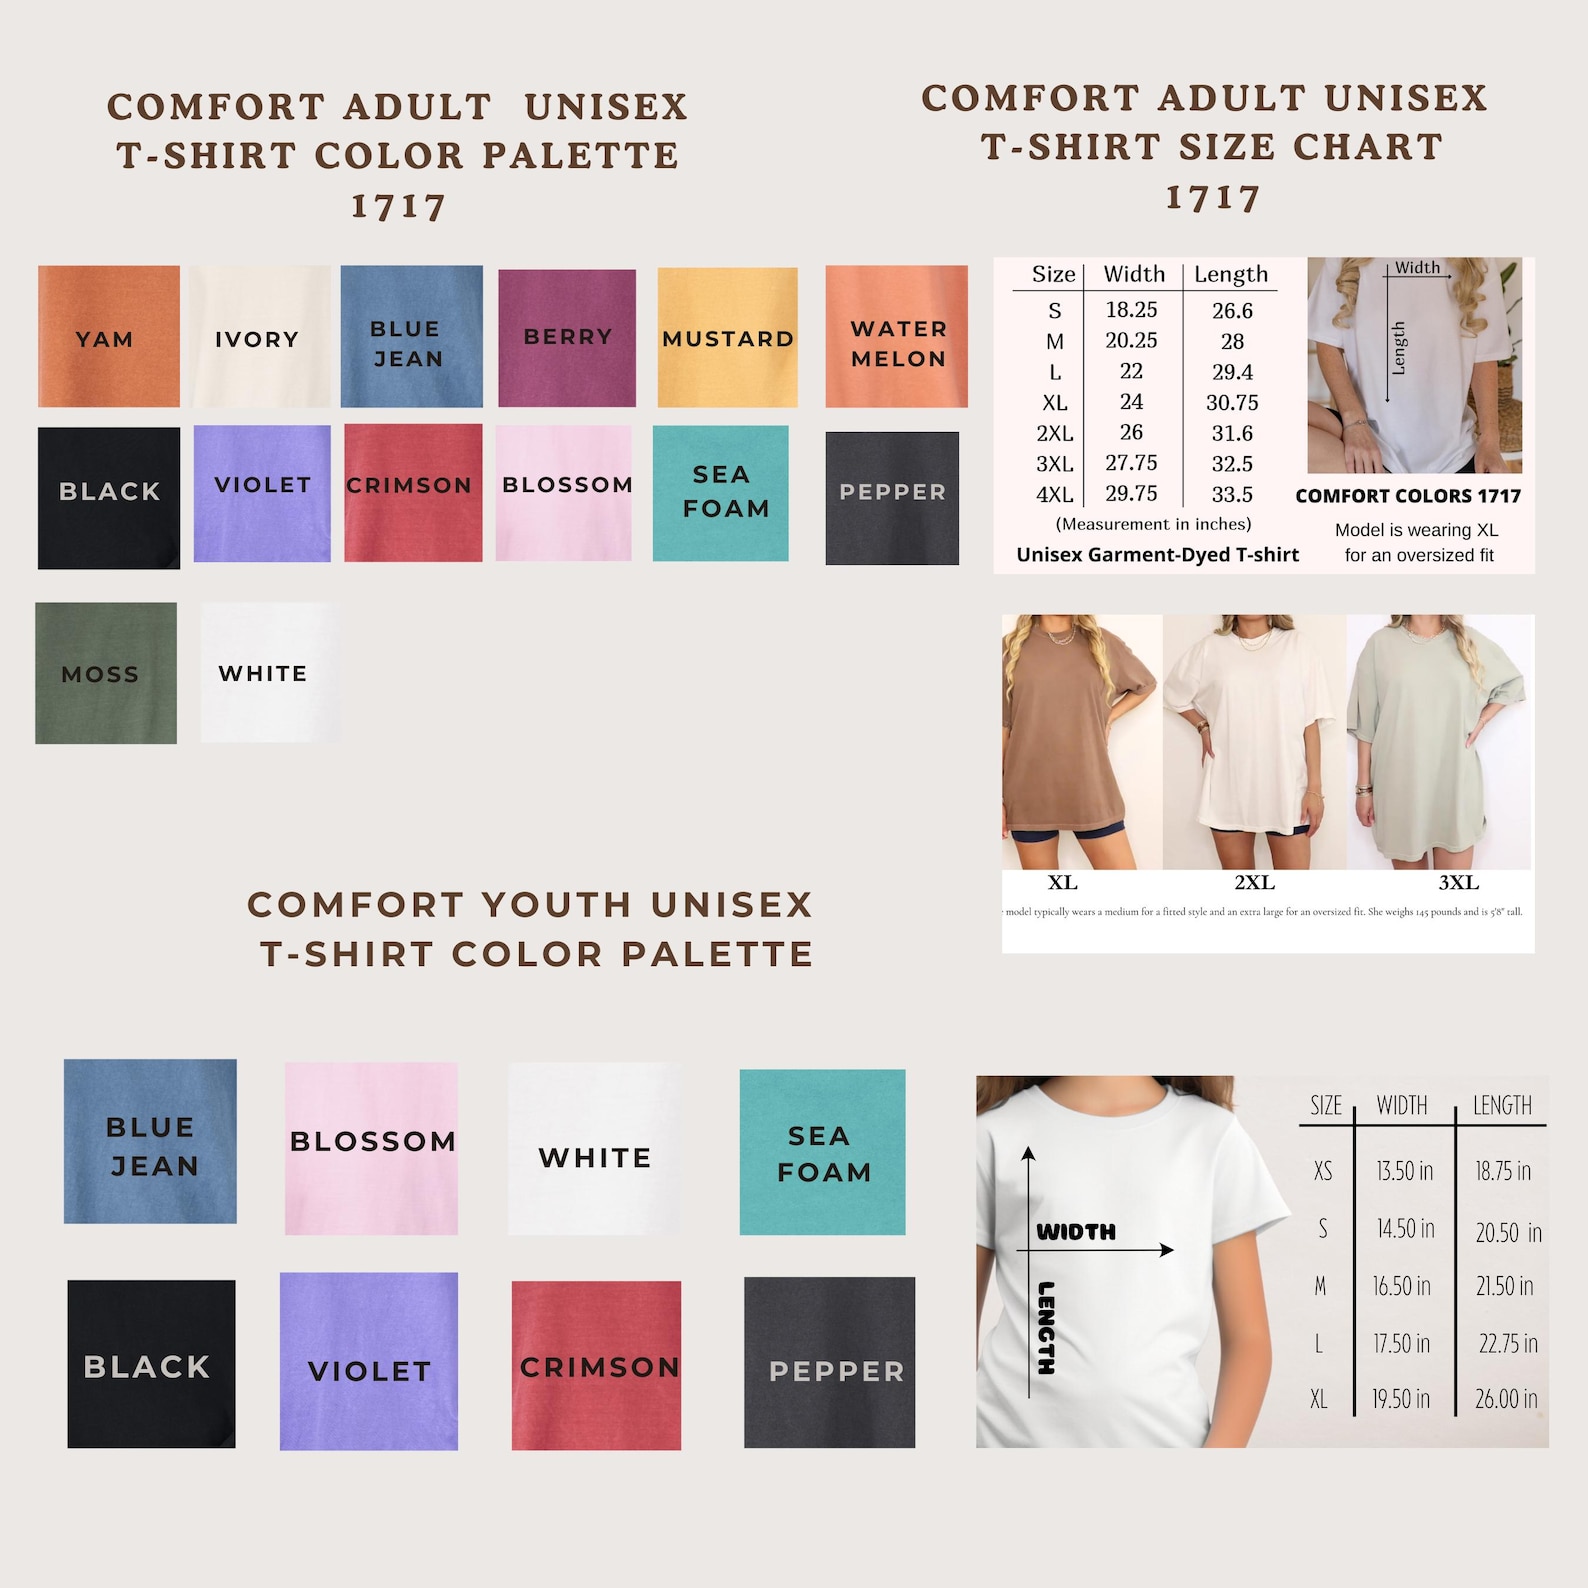 COMFORT ADULT UNISEX
T-SHIRT COLOR PALETTE
1717
YAM
IVORY
BLUE
JEAN
BERRY
MUSTARD
WATER
MELON
BLACK
VIOLET
CRIMSON
BLOSSOM
SEA
FOAM
PEPPER
MOSS
WHITE
COMFORT ADULT UNISEX
T-SHIRT SIZE CHART
1717
Size Width Length
S 18.25 26.6
M 20.25 28
L 22 29.4
XL 24 30.75
2XL 26 31.6
3XL 27.75 32.5
4XL 29.75 33.5
(Measurement in inches)
Unisex Garment-Dyed T-shirt
Width
Length
COMFORT COLORS 1717
Model is wearing XL
for an oversized fit
XL 2XL 3XL
model typically wears a medium for a fitted style and an extra large for an oversized fit. She weighs 145 pounds and is 5'8" tall.
COMFORT YOUTH UNISEX
T-SHIRT COLOR PALETTE
BLUE
JEAN
BLOSSOM
WHITE
SEA
FOAM
BLACK
VIOLET
CRIMSON
PEPPER
WIDTH
LENGTH
SIZE WIDTH LENGTH
XS 13.50 in 18.75 in
S 14.50 in 20.50 in
M 16.50 in 21.50 in
L 17.50 in 22.75 in
XL 19.50 in 26.00 in